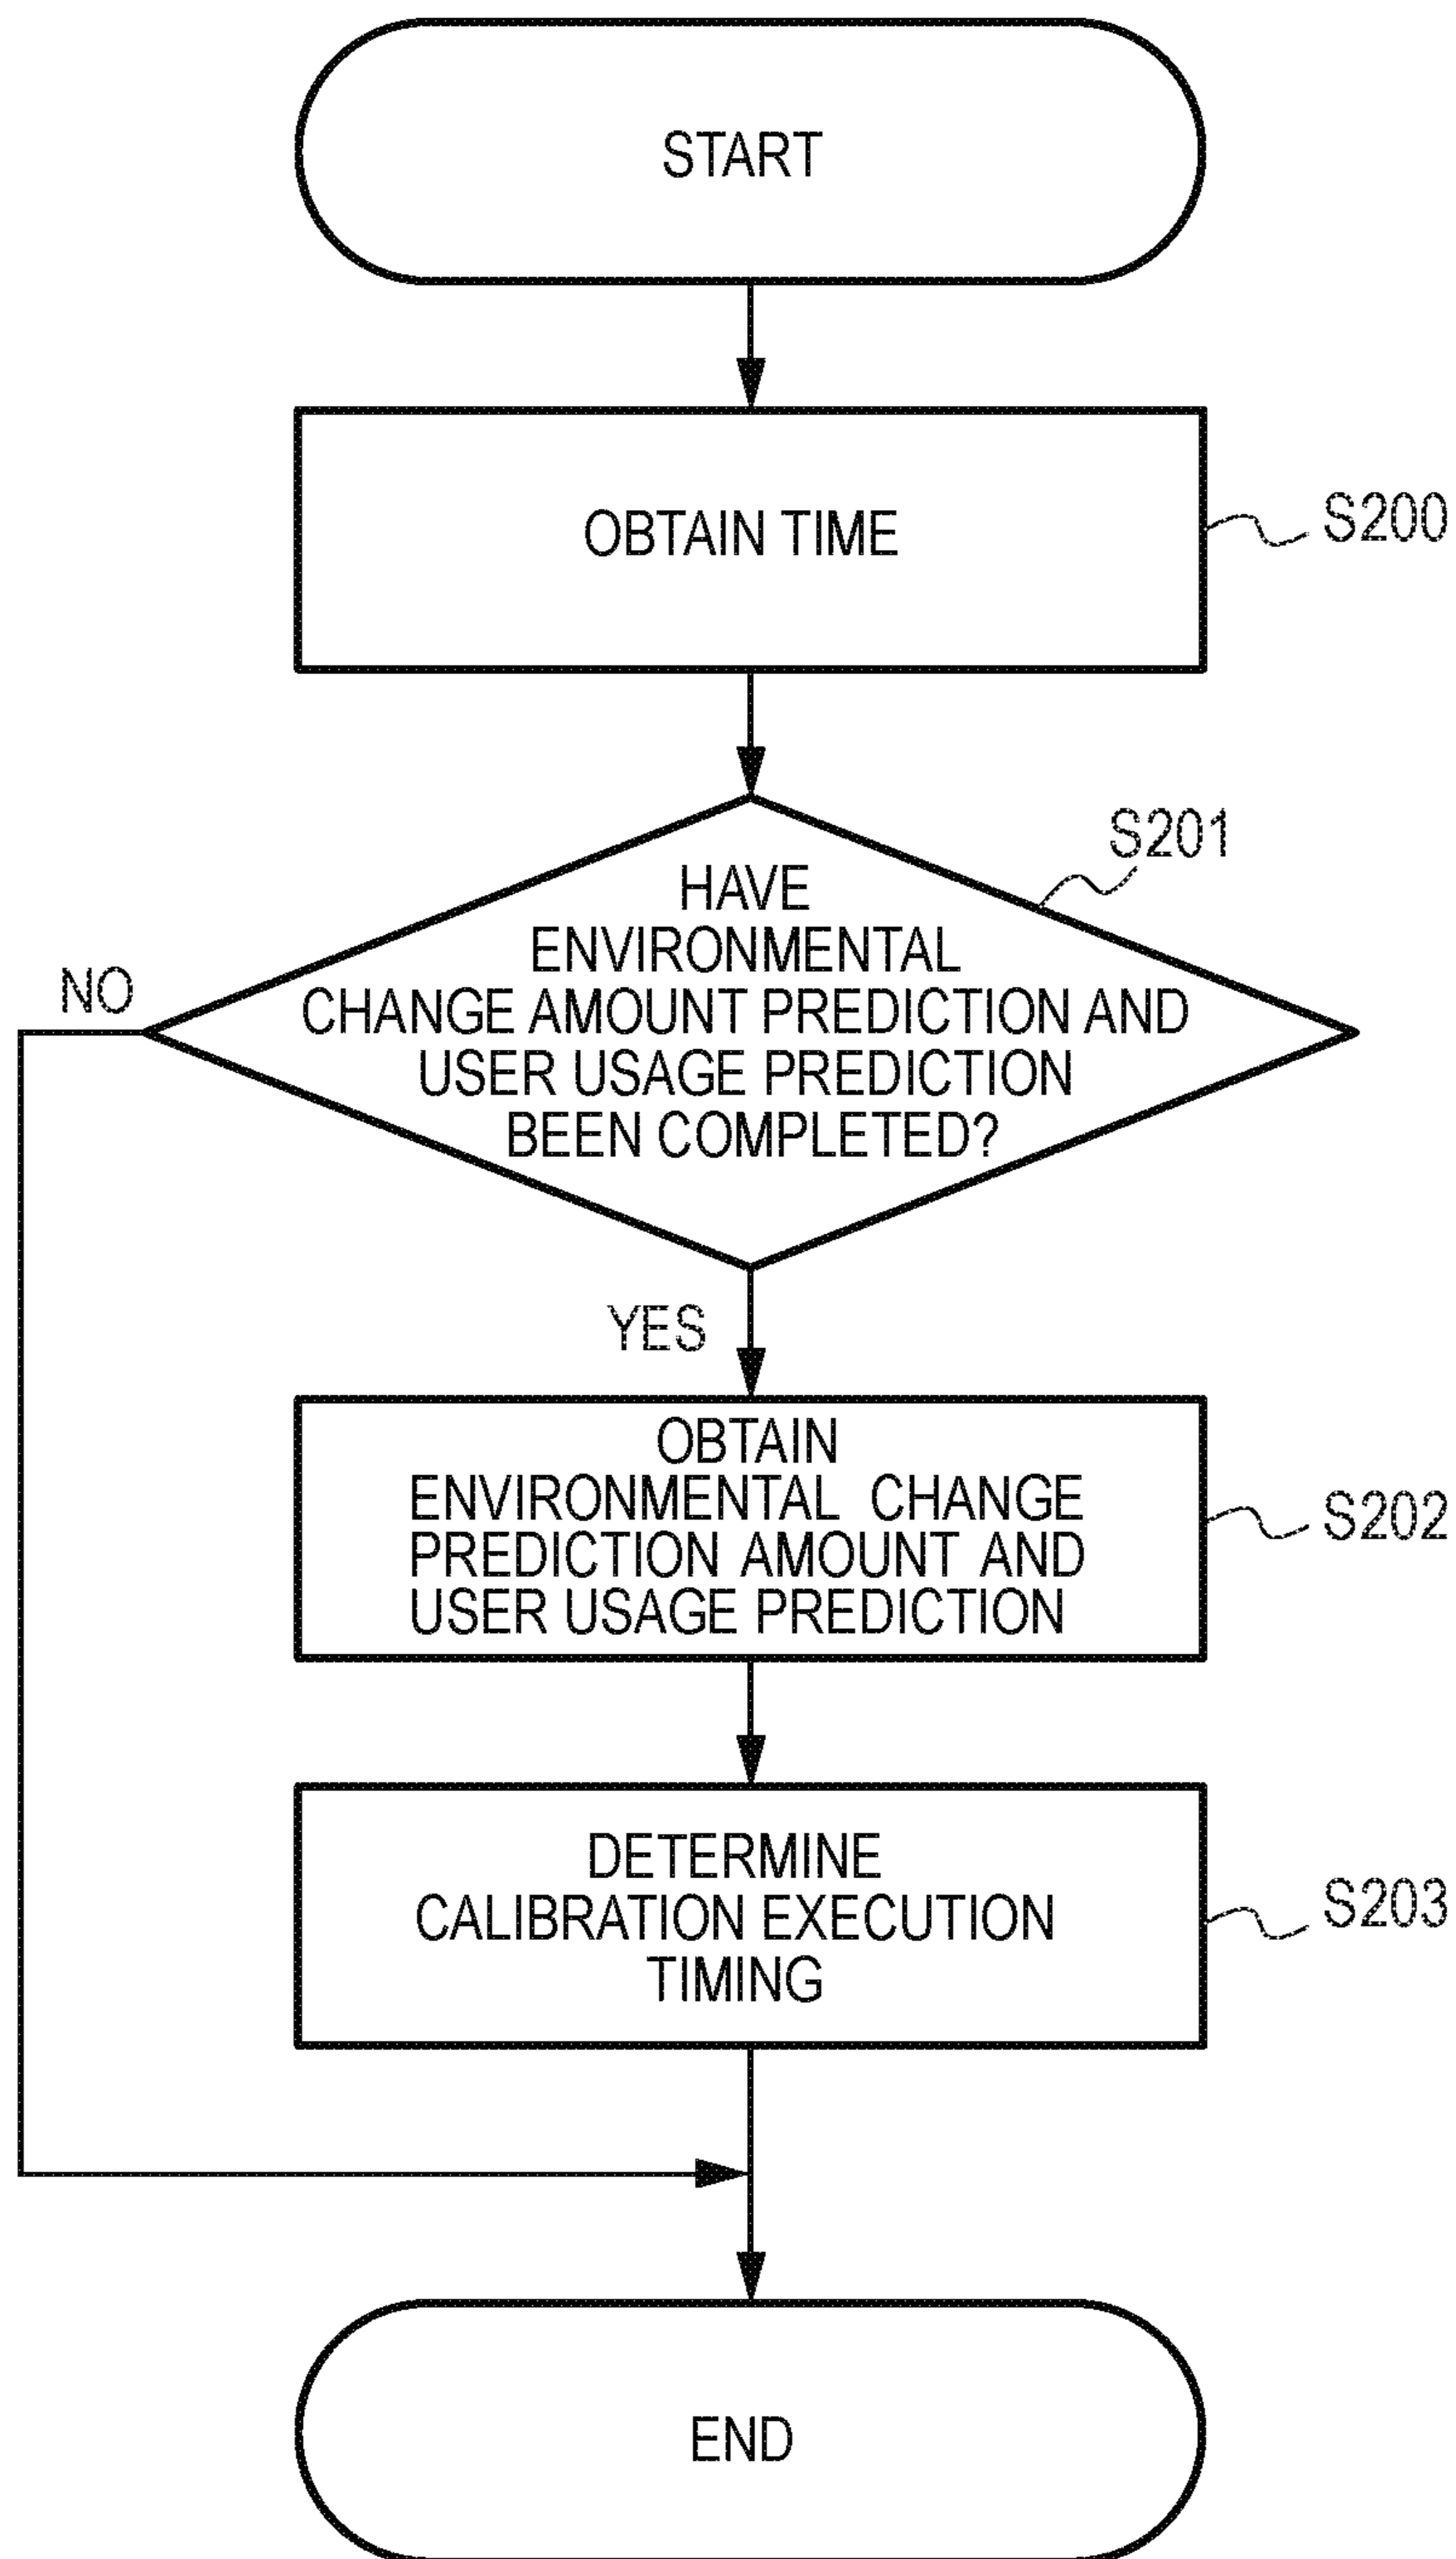 START
OBTAIN TIME
S200
S201
HAVE
ENVIRONMENTAL
CHANGE AMOUNT PREDICTION AND
USER USAGE PREDICTION
BEEN COMPLETED?
NO
YES
OBTAIN
ENVIRONMENTAL CHANGE
PREDICTION AMOUNT AND
USER USAGE PREDICTION
S202
DETERMINE
CALIBRATION EXECUTION
TIMING
S203
END